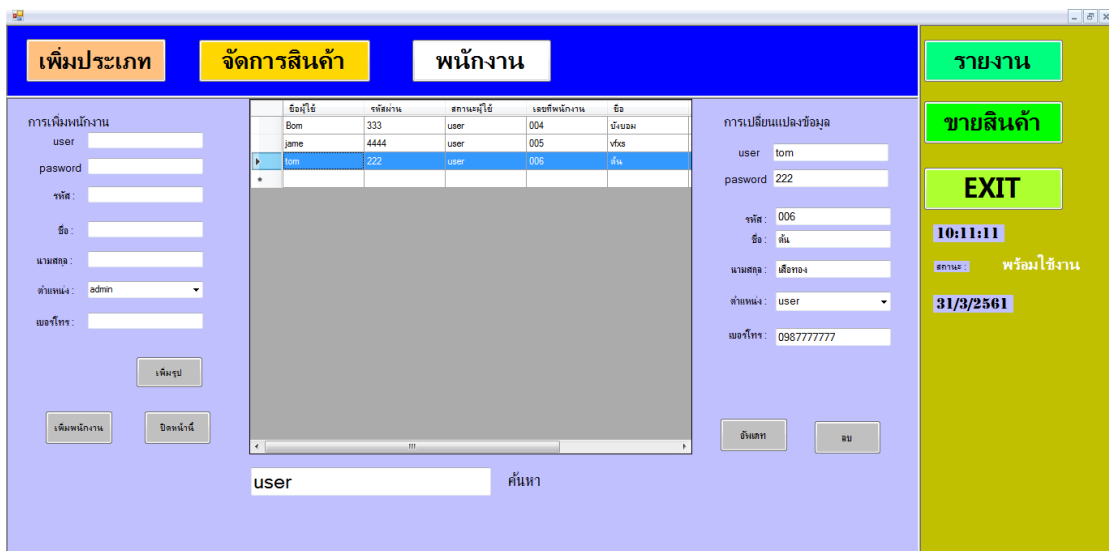 เพิ่มประเภท จัดการสินค้า พนักงาน
รายงาน
ขายสินค้า
EXIT
10:11:11
สถานะ : พร้อมใช้งาน
31/3/2561
การเพิ่มพนักงาน
user
pasword
รหัส :
ชื่อ :
นามสกุล :
ตำแหน่ง : admin
เบอร์โทร :
เพิ่มรูป
เพิ่มพนักงาน ปิดหน้านี้
ชื่อผู้ใช้ รหัสผ่าน สถานะผู้ใช้ เลขที่พนักงาน ชื่อ
Bom 333 user 004 บังบอม
jame 4444 user 005 vfxs
tom 222 user 006 ต้น
user ค้นหา
การเปลี่ยนแปลงข้อมูล
user tom
pasword 222
รหัส : 006
ชื่อ : ต้น
นามสกุล : เสือทอง
ตำแหน่ง : user
เบอร์โทร : 0987777777
อัพเดท ลบ